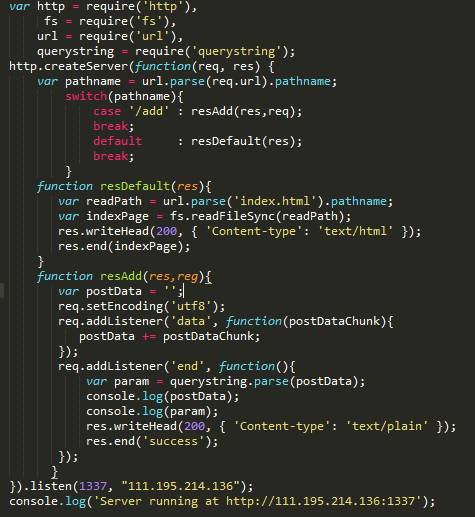 var http = require('http'),
fs = require('fs'),
url = require('url'),
querystring = require('querystring');
http.createServer(function(req, res) {
var pathname = url.parse(req.url).pathname;
switch(pathname){
case '/add' : resAdd(res,req);
break;
default : resDefault(res);
break;
}
function resDefault(res){
var readPath = url.parse('index.html').pathname;
var indexPage = fs.readFileSync(readPath);
res.writeHead(200, { 'Content-type': 'text/html' });
res.end(indexPage);
}
function resAdd(res,reg){
var postData = '';
req.setEncoding('utf8');
req.addListener('data', function(postDataChunk){
postData += postDataChunk;
});
req.addListener('end', function(){
var param = querystring.parse(postData);
console.log(postData);
console.log(param);
res.writeHead(200, { 'Content-type': 'text/plain' });
res.end('success');
});
}
}).listen(1337, "111.195.214.136");
console.log('Server running at http://111.195.214.136:1337');